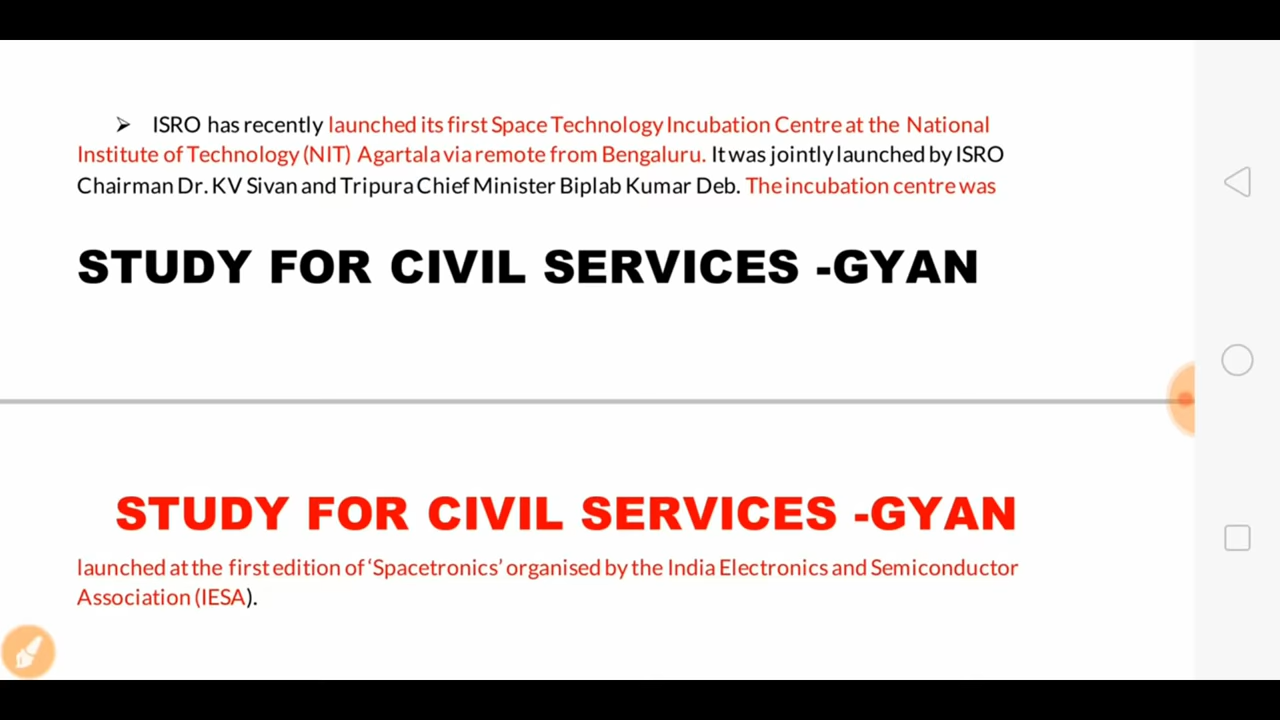 ➢ ISRO has recently launched its first Space Technology Incubation Centre at the National
Institute of Technology (NIT) Agartala via remote from Bengaluru. It was jointly launched by ISRO
Chairman Dr. KV Sivan and Tripura Chief Minister Biplab Kumar Deb. The incubation centre was
STUDY FOR CIVIL SERVICES -GYAN
STUDY FOR CIVIL SERVICES -GYAN
launched at the first edition of ‘Spacetronics’ organised by the India Electronics and Semiconductor
Association (IESA).